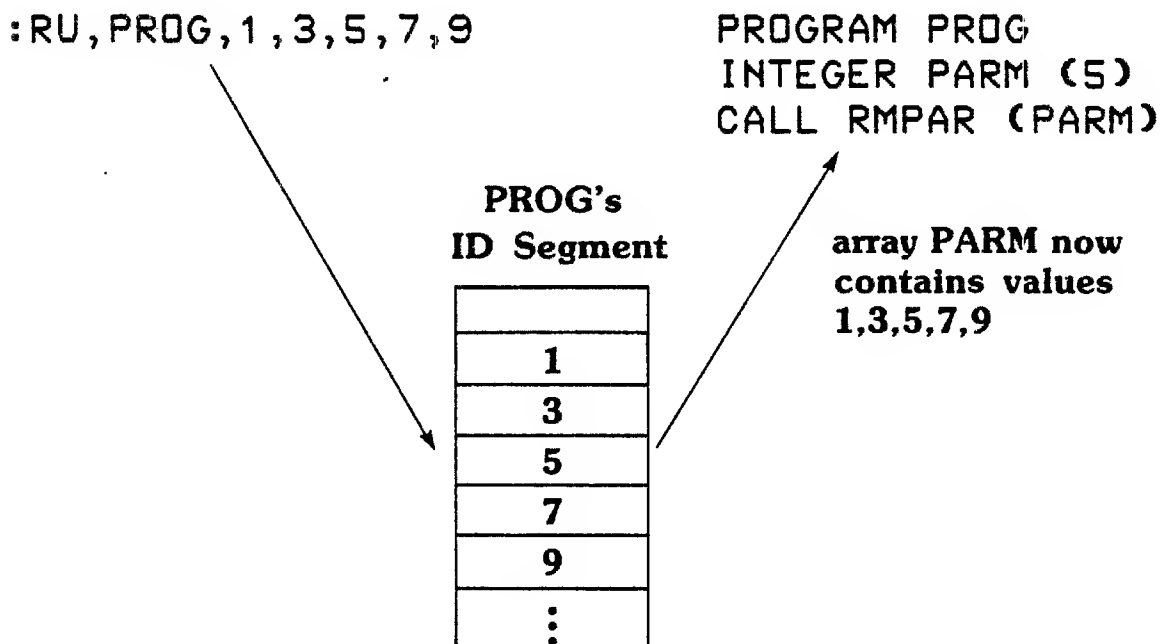 :RU,PROG,1,3,5,7,9
PROGRAM PROG
INTEGER PARM (5)
CALL RMPAR (PARM)
PROG's
ID Segment
array PARM now
contains values
1,3,5,7,9
1
3
5
7
9
⋮